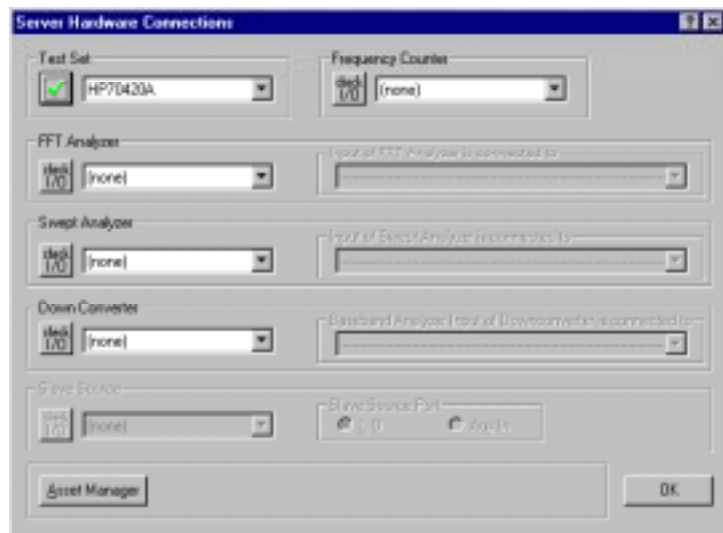 Server Hardware Connections
Test Set
HP70420A
Frequency Counter
check I/O
(none)
FFT Analyzer
check I/O
(none)
Input of FFT Analyzer is connected to
Swept Analyzer
check I/O
(none)
Input of Swept Analyzer is connected to
Down Converter
check I/O
(none)
Baseband Analyzer Input of Downconverter is connected to
Slave Source
check I/O
(none)
Slave Source Port
Asset Manager
OK